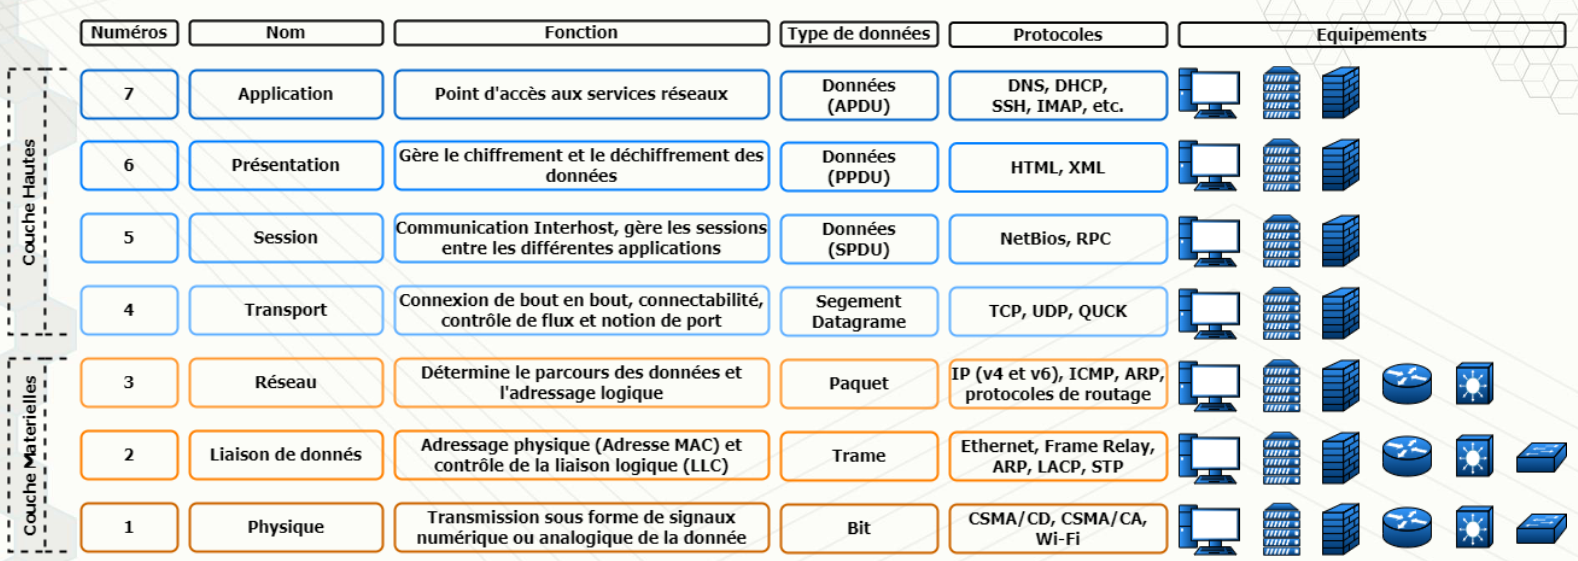 Numéros
Nom
Fonction
Type de données
Protocoles
Equipements
Couche Hautes
7
Application
Point d'accès aux services réseaux
Données
(APDU)
DNS, DHCP,
SSH, IMAP, etc.
6
Présentation
Gère le chiffrement et le déchiffrement des
données
Données
(PPDU)
HTML, XML
5
Session
Communication Interhost, gère les sessions
entre les différentes applications
Données
(SPDU)
NetBios, RPC
4
Transport
Connexion de bout en bout, connectabilité,
contrôle de flux et notion de port
Segement
Datagrame
TCP, UDP, QUCK
Couche Materielles
3
Réseau
Détermine le parcours des données et
l'adressage logique
Paquet
IP (v4 et v6), ICMP, ARP,
protocoles de routage
2
Liaison de donnés
Adressage physique (Adresse MAC) et
contrôle de la liaison logique (LLC)
Trame
Ethernet, Frame Relay,
ARP, LACP, STP
1
Physique
Transmission sous forme de signaux
numérique ou analogique de la donnée
Bit
CSMA/CD, CSMA/CA,
Wi-Fi